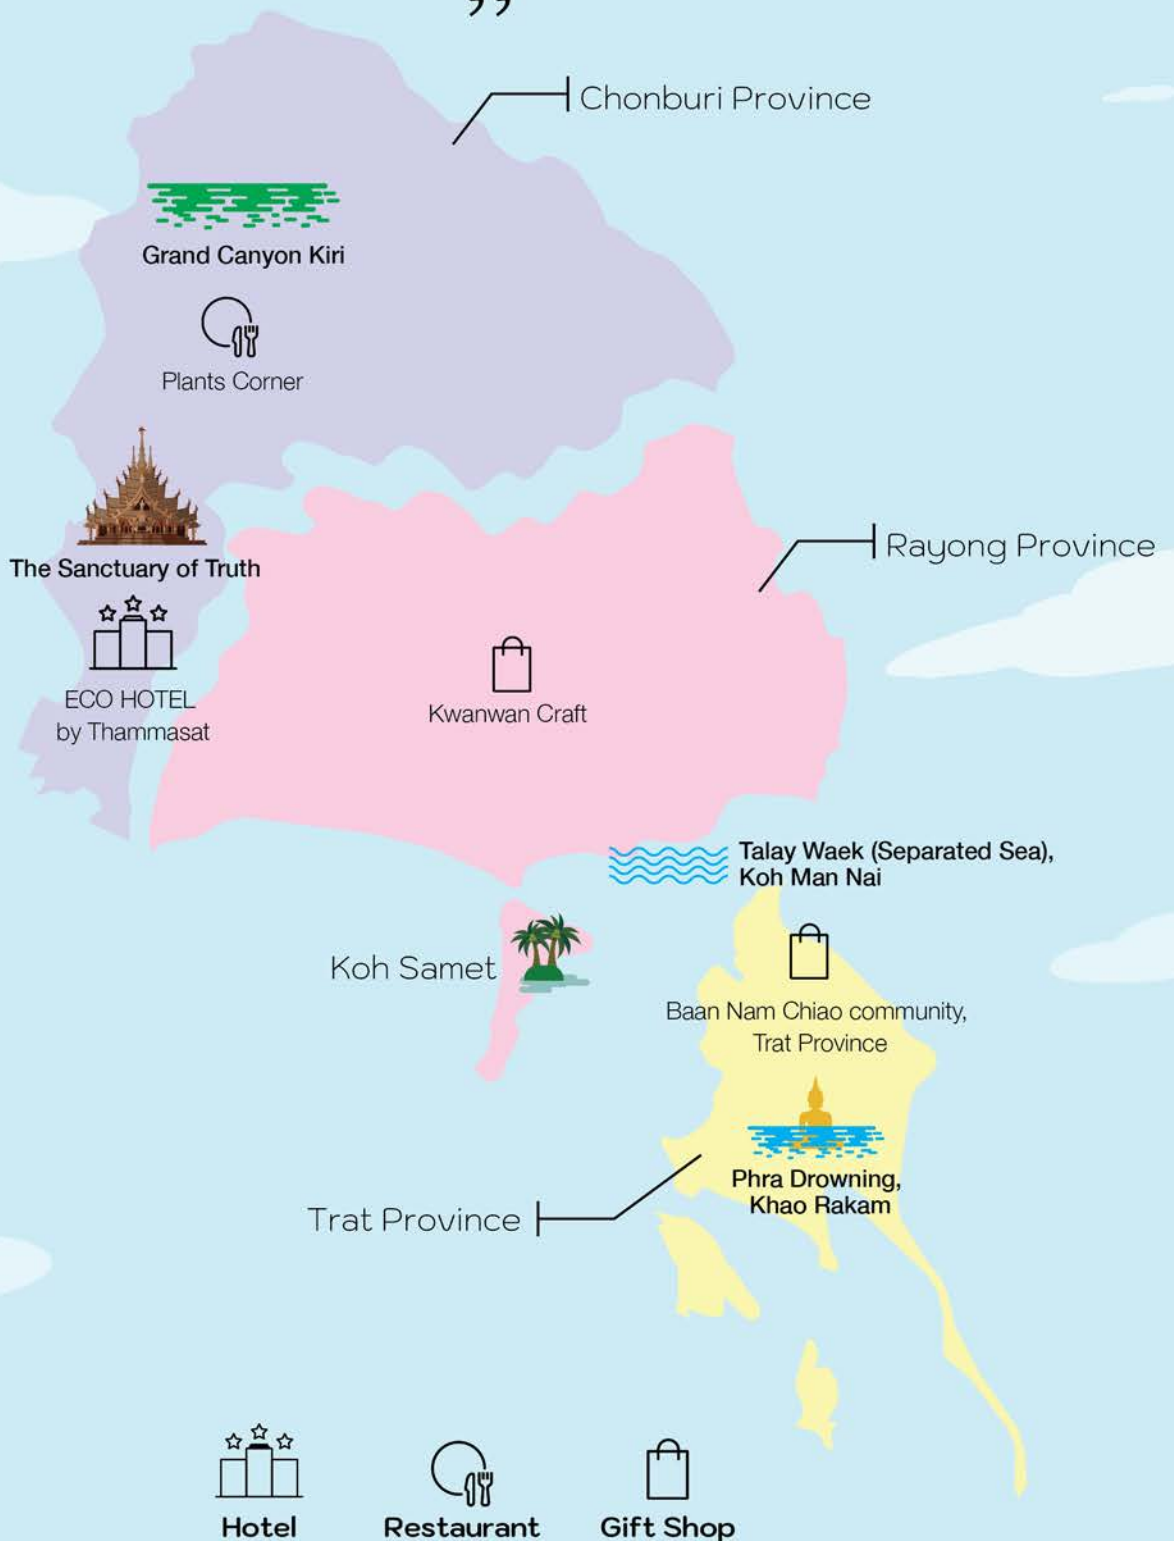 ”
Chonburi Province
Grand Canyon Kiri
Plants Corner
The Sanctuary of Truth
Rayong Province
ECO HOTEL
by Thammasat
Kwanwan Craft
Talay Waek (Separated Sea),
Koh Man Nai
Koh Samet
Baan Nam Chiao community,
Trat Province
Phra Drowning,
Khao Rakam
Trat Province
Hotel
Restaurant
Gift Shop